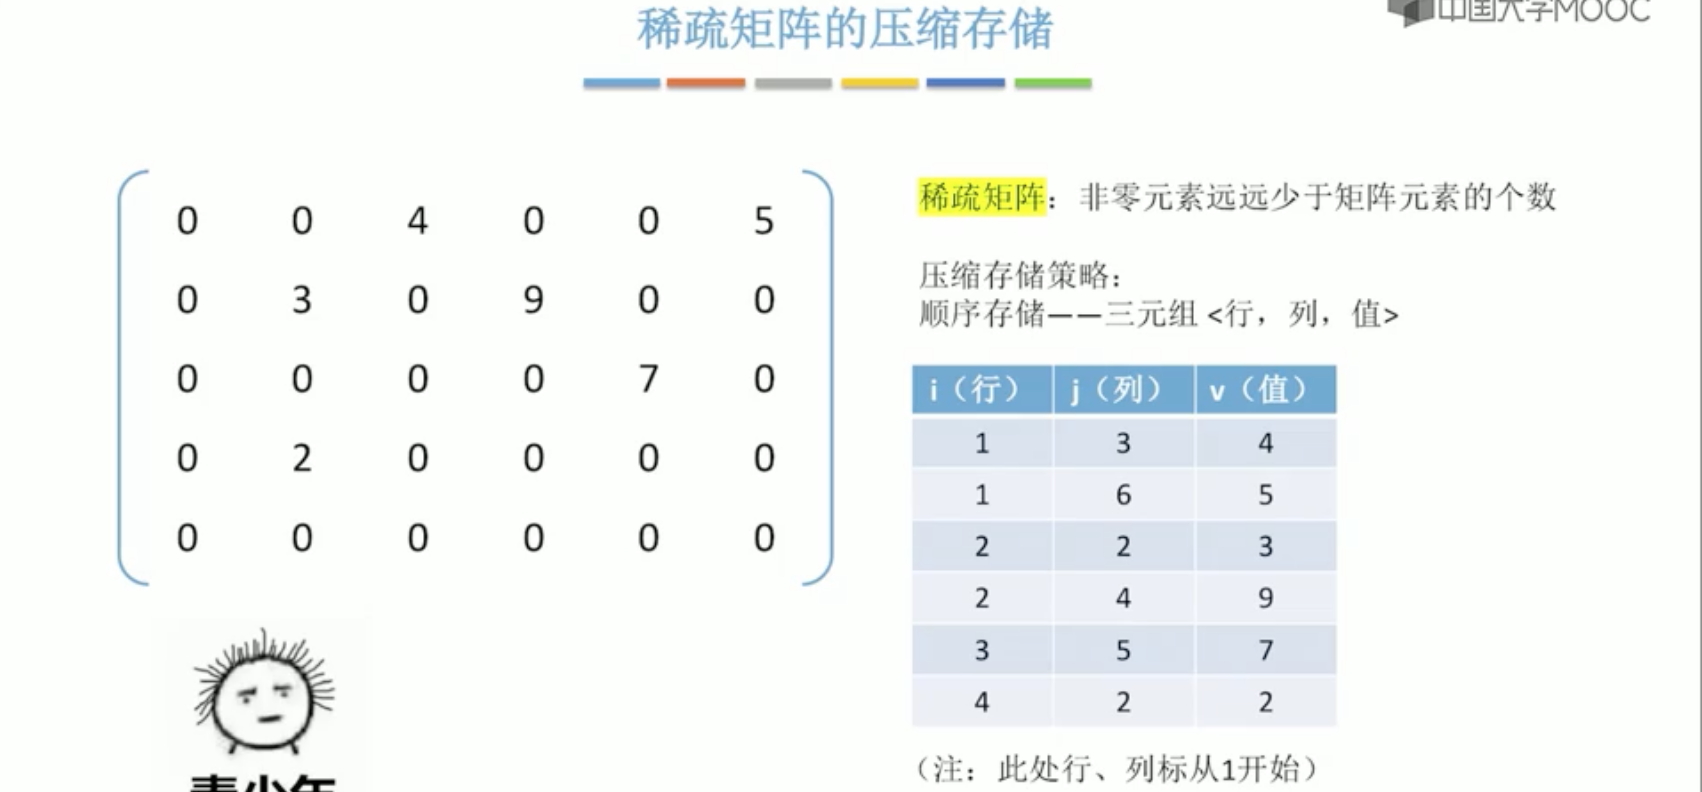 稀疏矩阵的压缩存储
中国大学MOOC
0 0 4 0 0 5
0 3 0 9 0 0
0 0 0 0 7 0
0 2 0 0 0 0
0 0 0 0 0 0
稀疏矩阵：非零元素远远少于矩阵元素的个数
压缩存储策略：
顺序存储——三元组 <行，列，值>
i（行） j（列） v（值）
1 3 4
1 6 5
2 2 3
2 4 9
3 5 7
4 2 2
（注：此处行、列标从1开始）
青少年